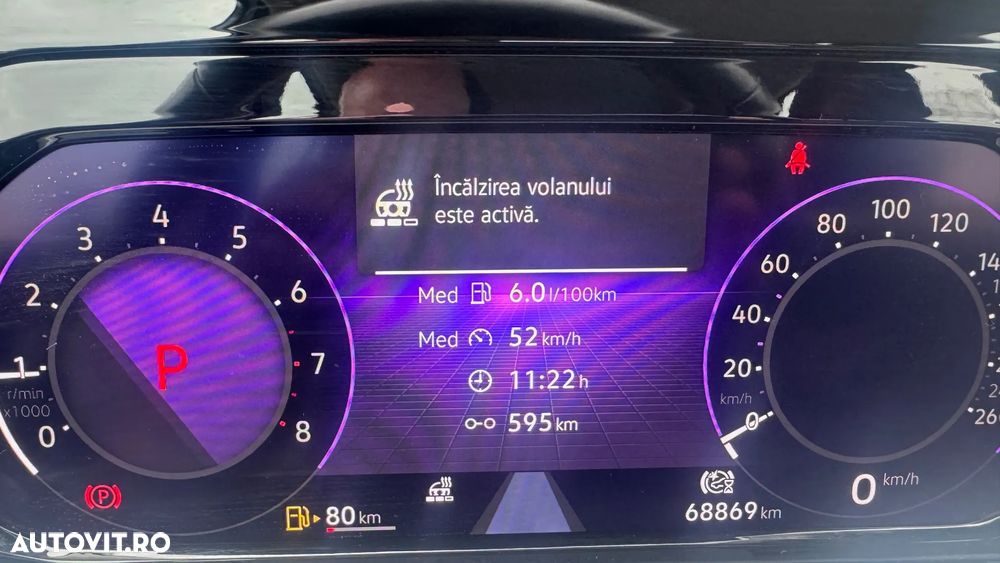 Încălzirea volanului
este activă.
Med 6.0 l/100km
Med 52 km/h
11:22 h
595 km
1
2
3
4
5
6
7
8
0
r/min
x1000
P
P
80 km
0
20
40
60
80
100
120
14
26
km/h
0 km/h
68869 km
AUTOVIT.RO